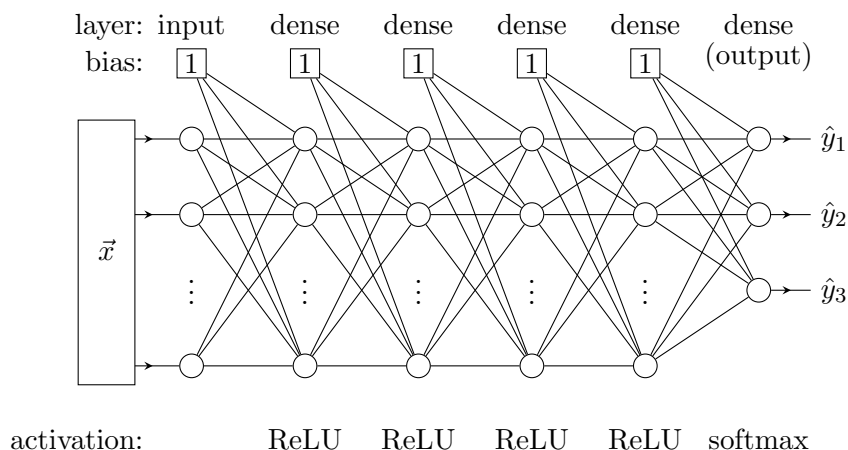 layer: input dense dense dense dense dense
bias: 1 1 1 1 1 (output)
ŷ₁
ŷ₂
x⃗
⋮ ⋮ ⋮ ⋮ ⋮ ŷ₃
activation: ReLU ReLU ReLU ReLU softmax